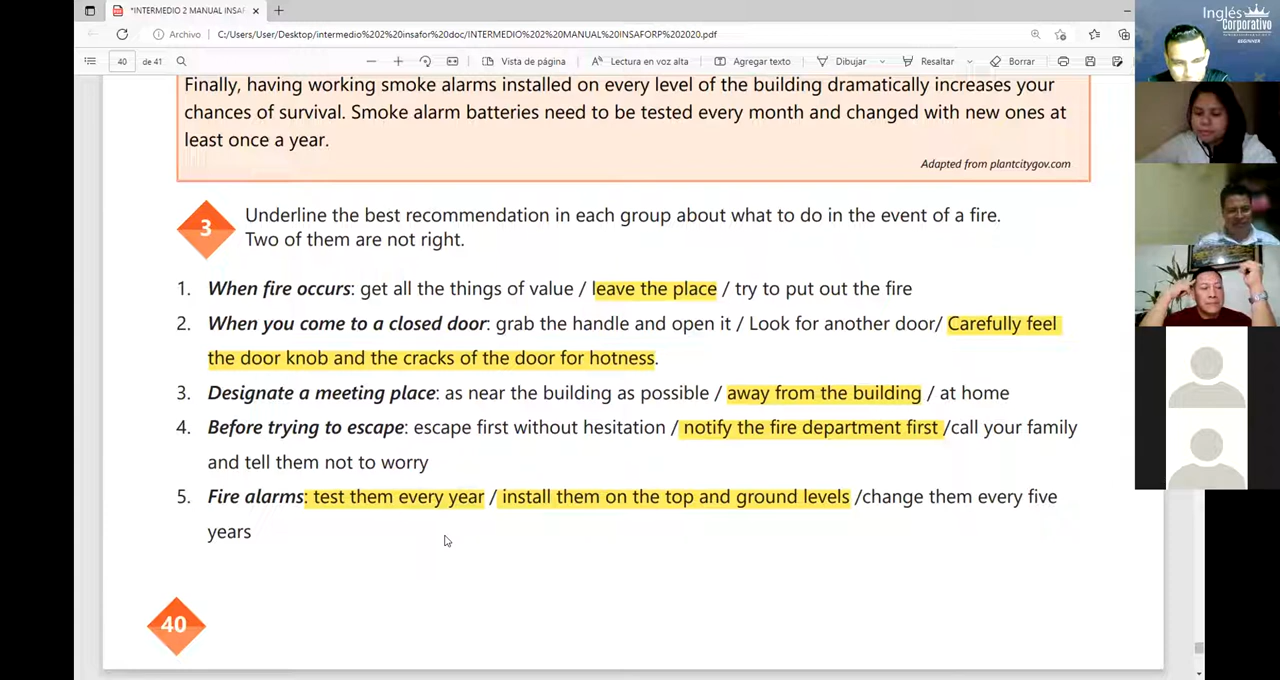 *INTERMEDIO 2 MANUAL INSAF
Archivo C:/Users/User/Desktop/intermedio%202%20insafor%20doc/INTERMEDIO%202%20MANUAL%20INSAFORP%202020.pdf
40 de 41 Vista de página Lectura en voz alta Agregar texto Dibujar Resaltar Borrar
Inglés
Corporativo
BEGINNER
Finally, having working smoke alarms installed on every level of the building dramatically increases your
chances of survival. Smoke alarm batteries need to be tested every month and changed with new ones at
least once a year.
Adapted from plantcitygov.com
3
Underline the best recommendation in each group about what to do in the event of a fire.
Two of them are not right.
1. When fire occurs: get all the things of value / leave the place / try to put out the fire
2. When you come to a closed door: grab the handle and open it / Look for another door/ Carefully feel
the door knob and the cracks of the door for hotness.
3. Designate a meeting place: as near the building as possible / away from the building / at home
4. Before trying to escape: escape first without hesitation / notify the fire department first /call your family
and tell them not to worry
5. Fire alarms: test them every year / install them on the top and ground levels /change them every five
years
40